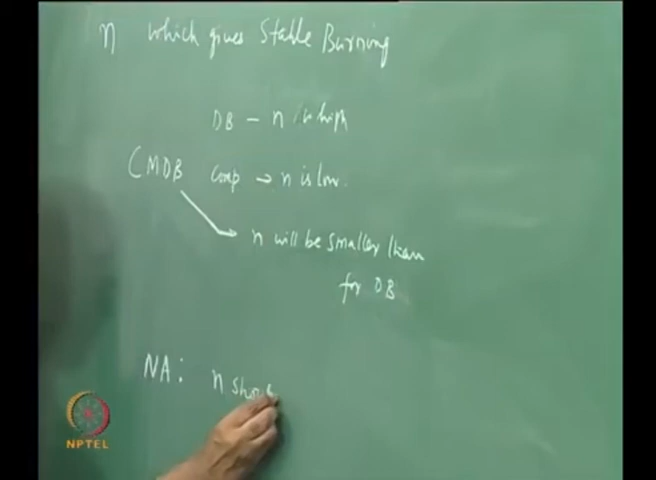 n which gives Stable Burning
DB - n is high
CMDB comp → n is low.
n will be smaller than
for DB
NA: n shou
NPTEL